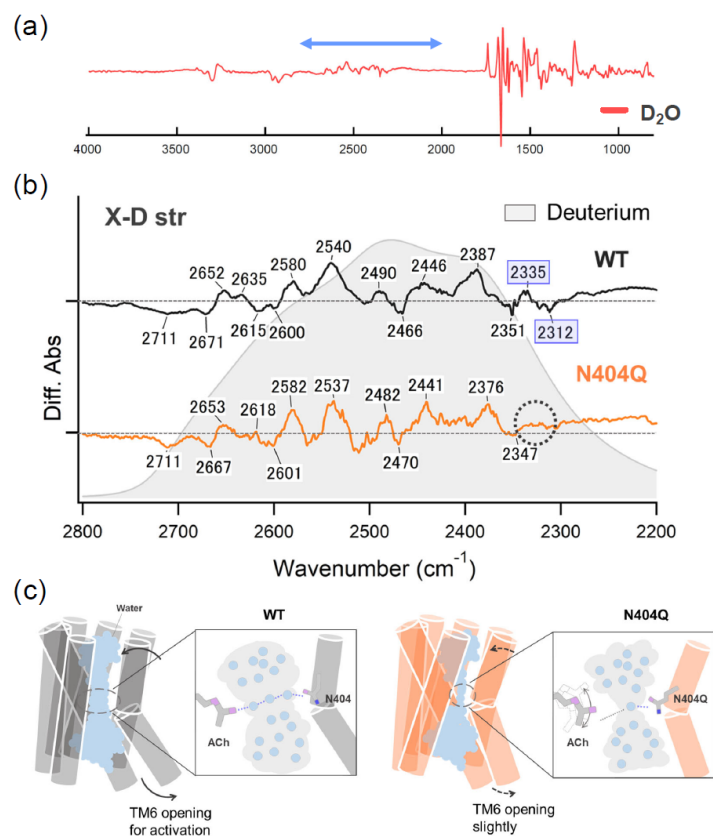 (a)
D₂O
4000 3500 3000 2500 2000 1500 1000
(b)
X-D str
Deuterium
WT
2652 2635 2580 2540 2490 2446 2387 2335
2711 2671 2615 2600 2466 2351 2312
N404Q
2653 2618 2582 2537 2482 2441 2376
2711 2667 2601 2470 2347
Diff. Abs
2800 2700 2600 2500 2400 2300 2200
Wavenumber (cm⁻¹)
(c)
Water
WT
N404
ACh
TM6 opening
for activation
N404Q
N404Q
ACh
TM6 opening
slightly